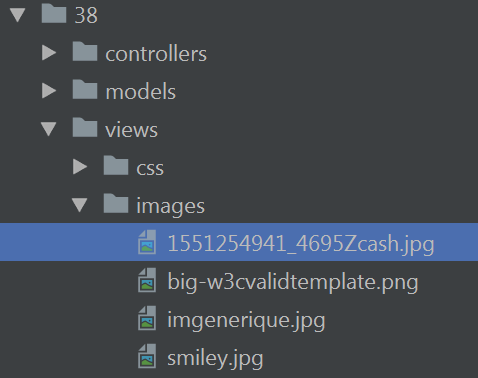 38
controllers
models
views
css
images
1551254941_4695Zcash.jpg
big-w3cvalidtemplate.png
imgenerique.jpg
smiley.jpg